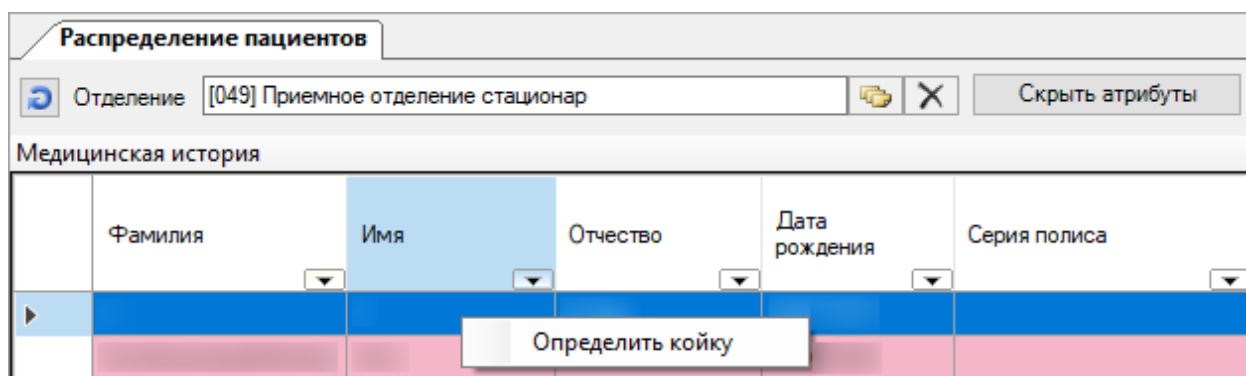 Распределение пациентов
Отделение [049] Приемное отделение стационар Скрыть атрибуты
Медицинская история
Фамилия Имя Отчество Дата рождения Серия полиса
Определить койку